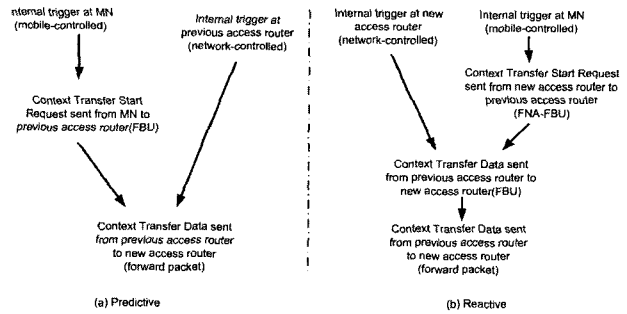 nternal trigger at MN
(mobile-controlled)
Internal trigger at
previous access router
(network-controlled)
Context Transfer Start
Request sent from MN to
previous access router(FBU)
Context Transfer Data sent
from previous access router
to new access router
(forward packet)
(a) Predictive
Internal trigger at new
access router
(network-controlled)
Internal trigger at MN
(mobile-controlled)
Context Transfer Start Request
sent from new access router to
previous access router
(FNA-FBU)
Context Transfer Data sent
from previous access router to
new access router(FBU)
Context Transfer Data sent
from previous access router
to new access router
(forward packet)
(b) Reactive